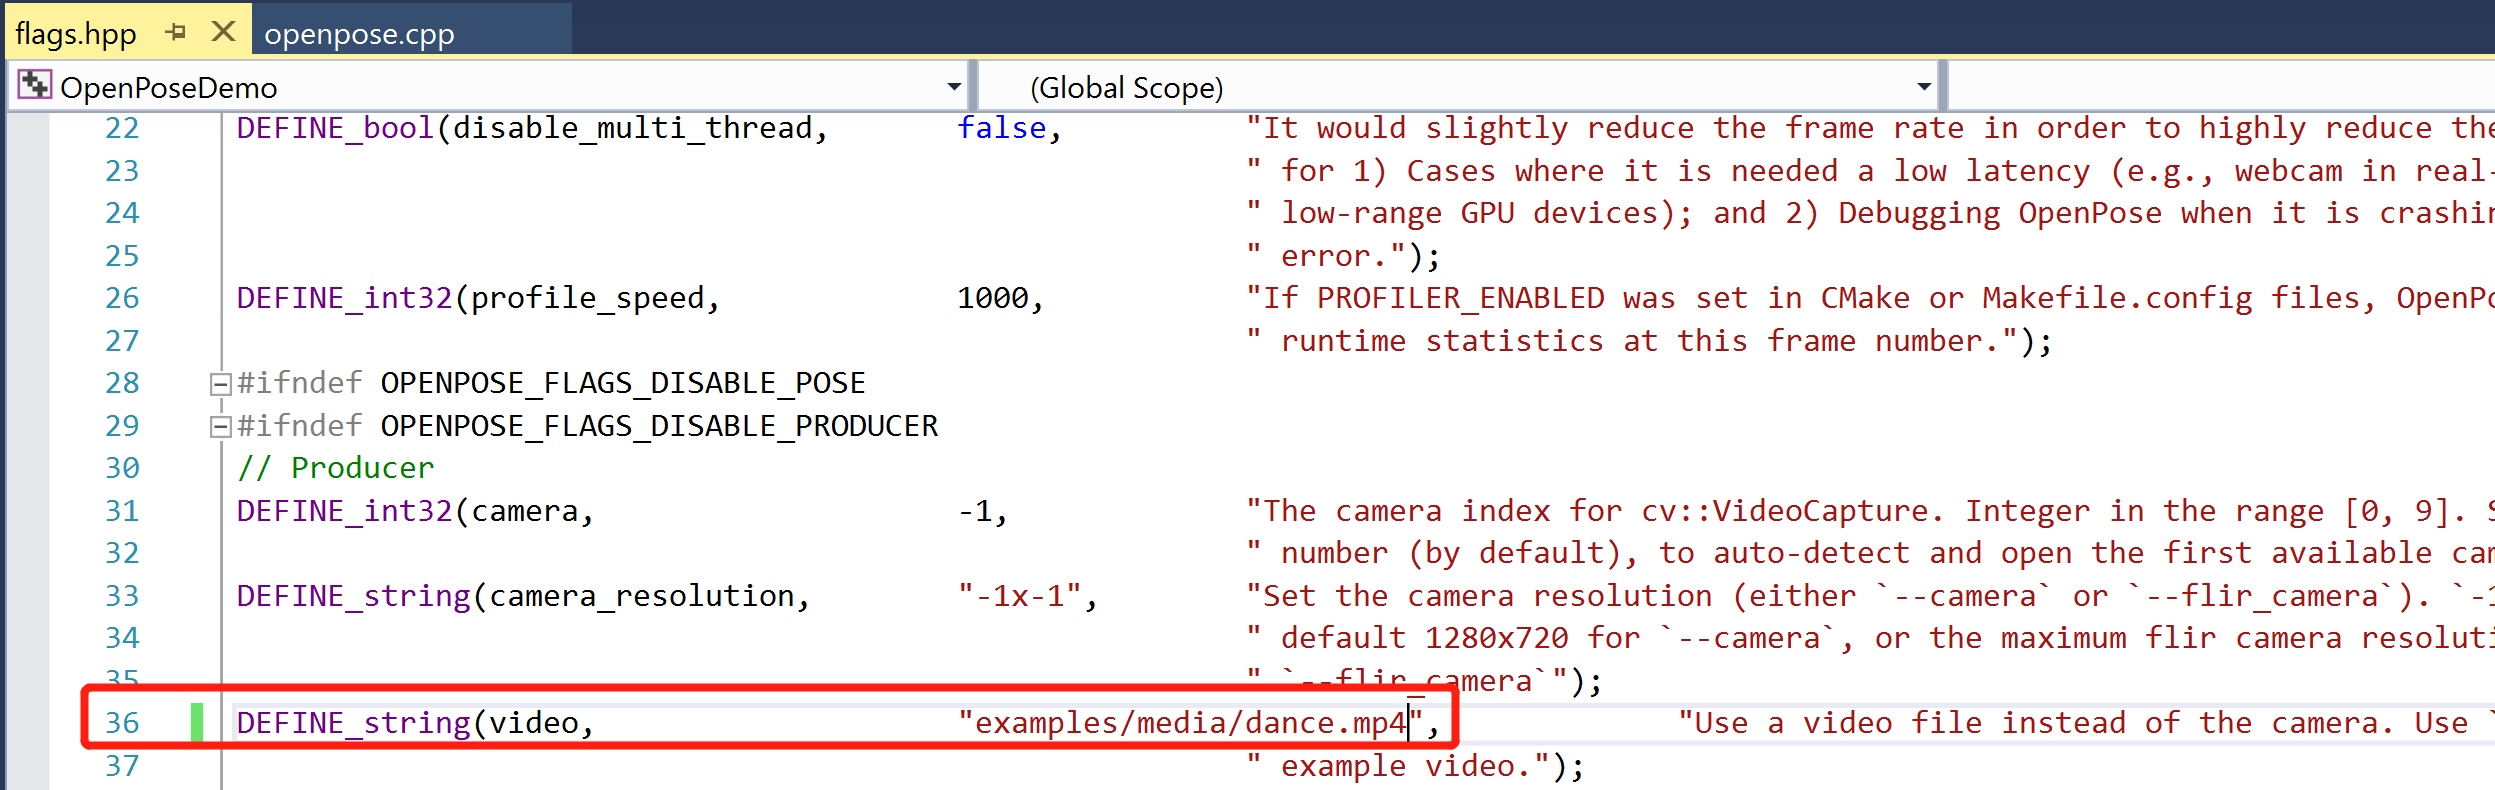 flags.hpp openpose.cpp
OpenPoseDemo (Global Scope)
22 DEFINE_bool(disable_multi_thread, false, "It would slightly reduce the frame rate in order to highly reduce the
23 " for 1) Cases where it is needed a low latency (e.g., webcam in real-
24 " low-range GPU devices); and 2) Debugging OpenPose when it is crashin
25 " error.");
26 DEFINE_int32(profile_speed, 1000, "If PROFILER_ENABLED was set in CMake or Makefile.config files, OpenPo
27 " runtime statistics at this frame number.");
28 #ifndef OPENPOSE_FLAGS_DISABLE_POSE
29 #ifndef OPENPOSE_FLAGS_DISABLE_PRODUCER
30 // Producer
31 DEFINE_int32(camera, -1, "The camera index for cv::VideoCapture. Integer in the range [0, 9]. S
32 " number (by default), to auto-detect and open the first available cam
33 DEFINE_string(camera_resolution, "-1x-1", "Set the camera resolution (either `--camera` or `--flir_camera`). `-1
34 " default 1280x720 for `--camera`, or the maximum flir camera resoluti
35 " `--flir_camera`");
36 DEFINE_string(video, "examples/media/dance.mp4", "Use a video file instead of the camera. Use `
37 " example video.");